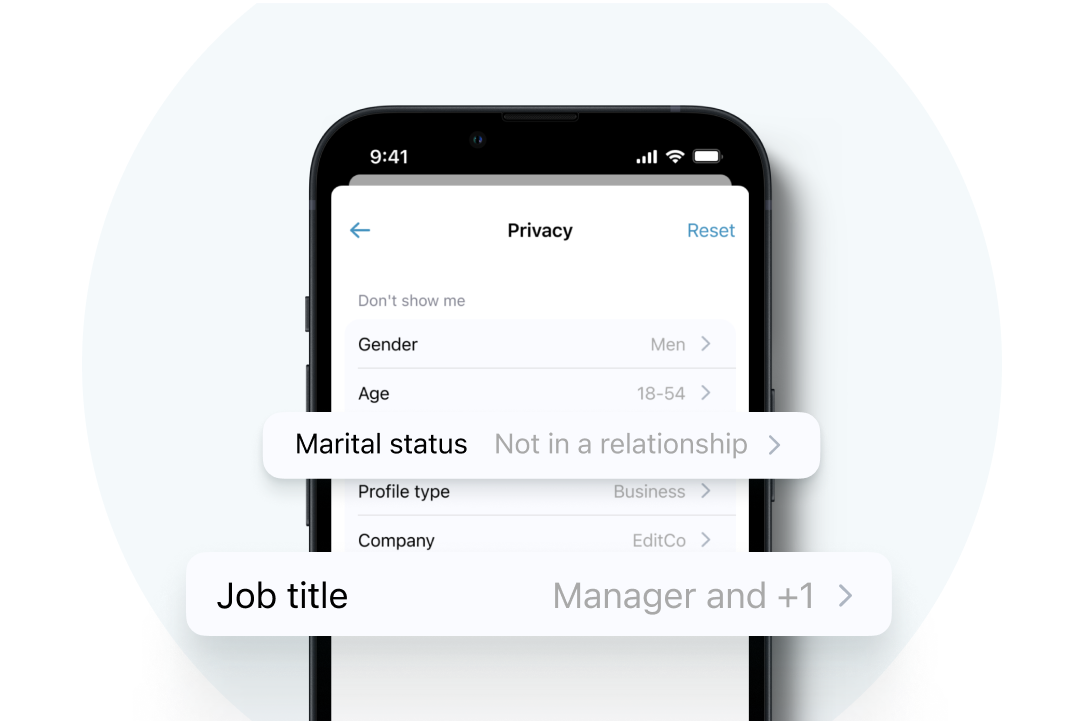 9:41
Privacy
Reset
Don't show me
Gender Men
Age 18-54
Marital status Not in a relationship
Profile type Business
Company EditCo
Job title Manager and +1